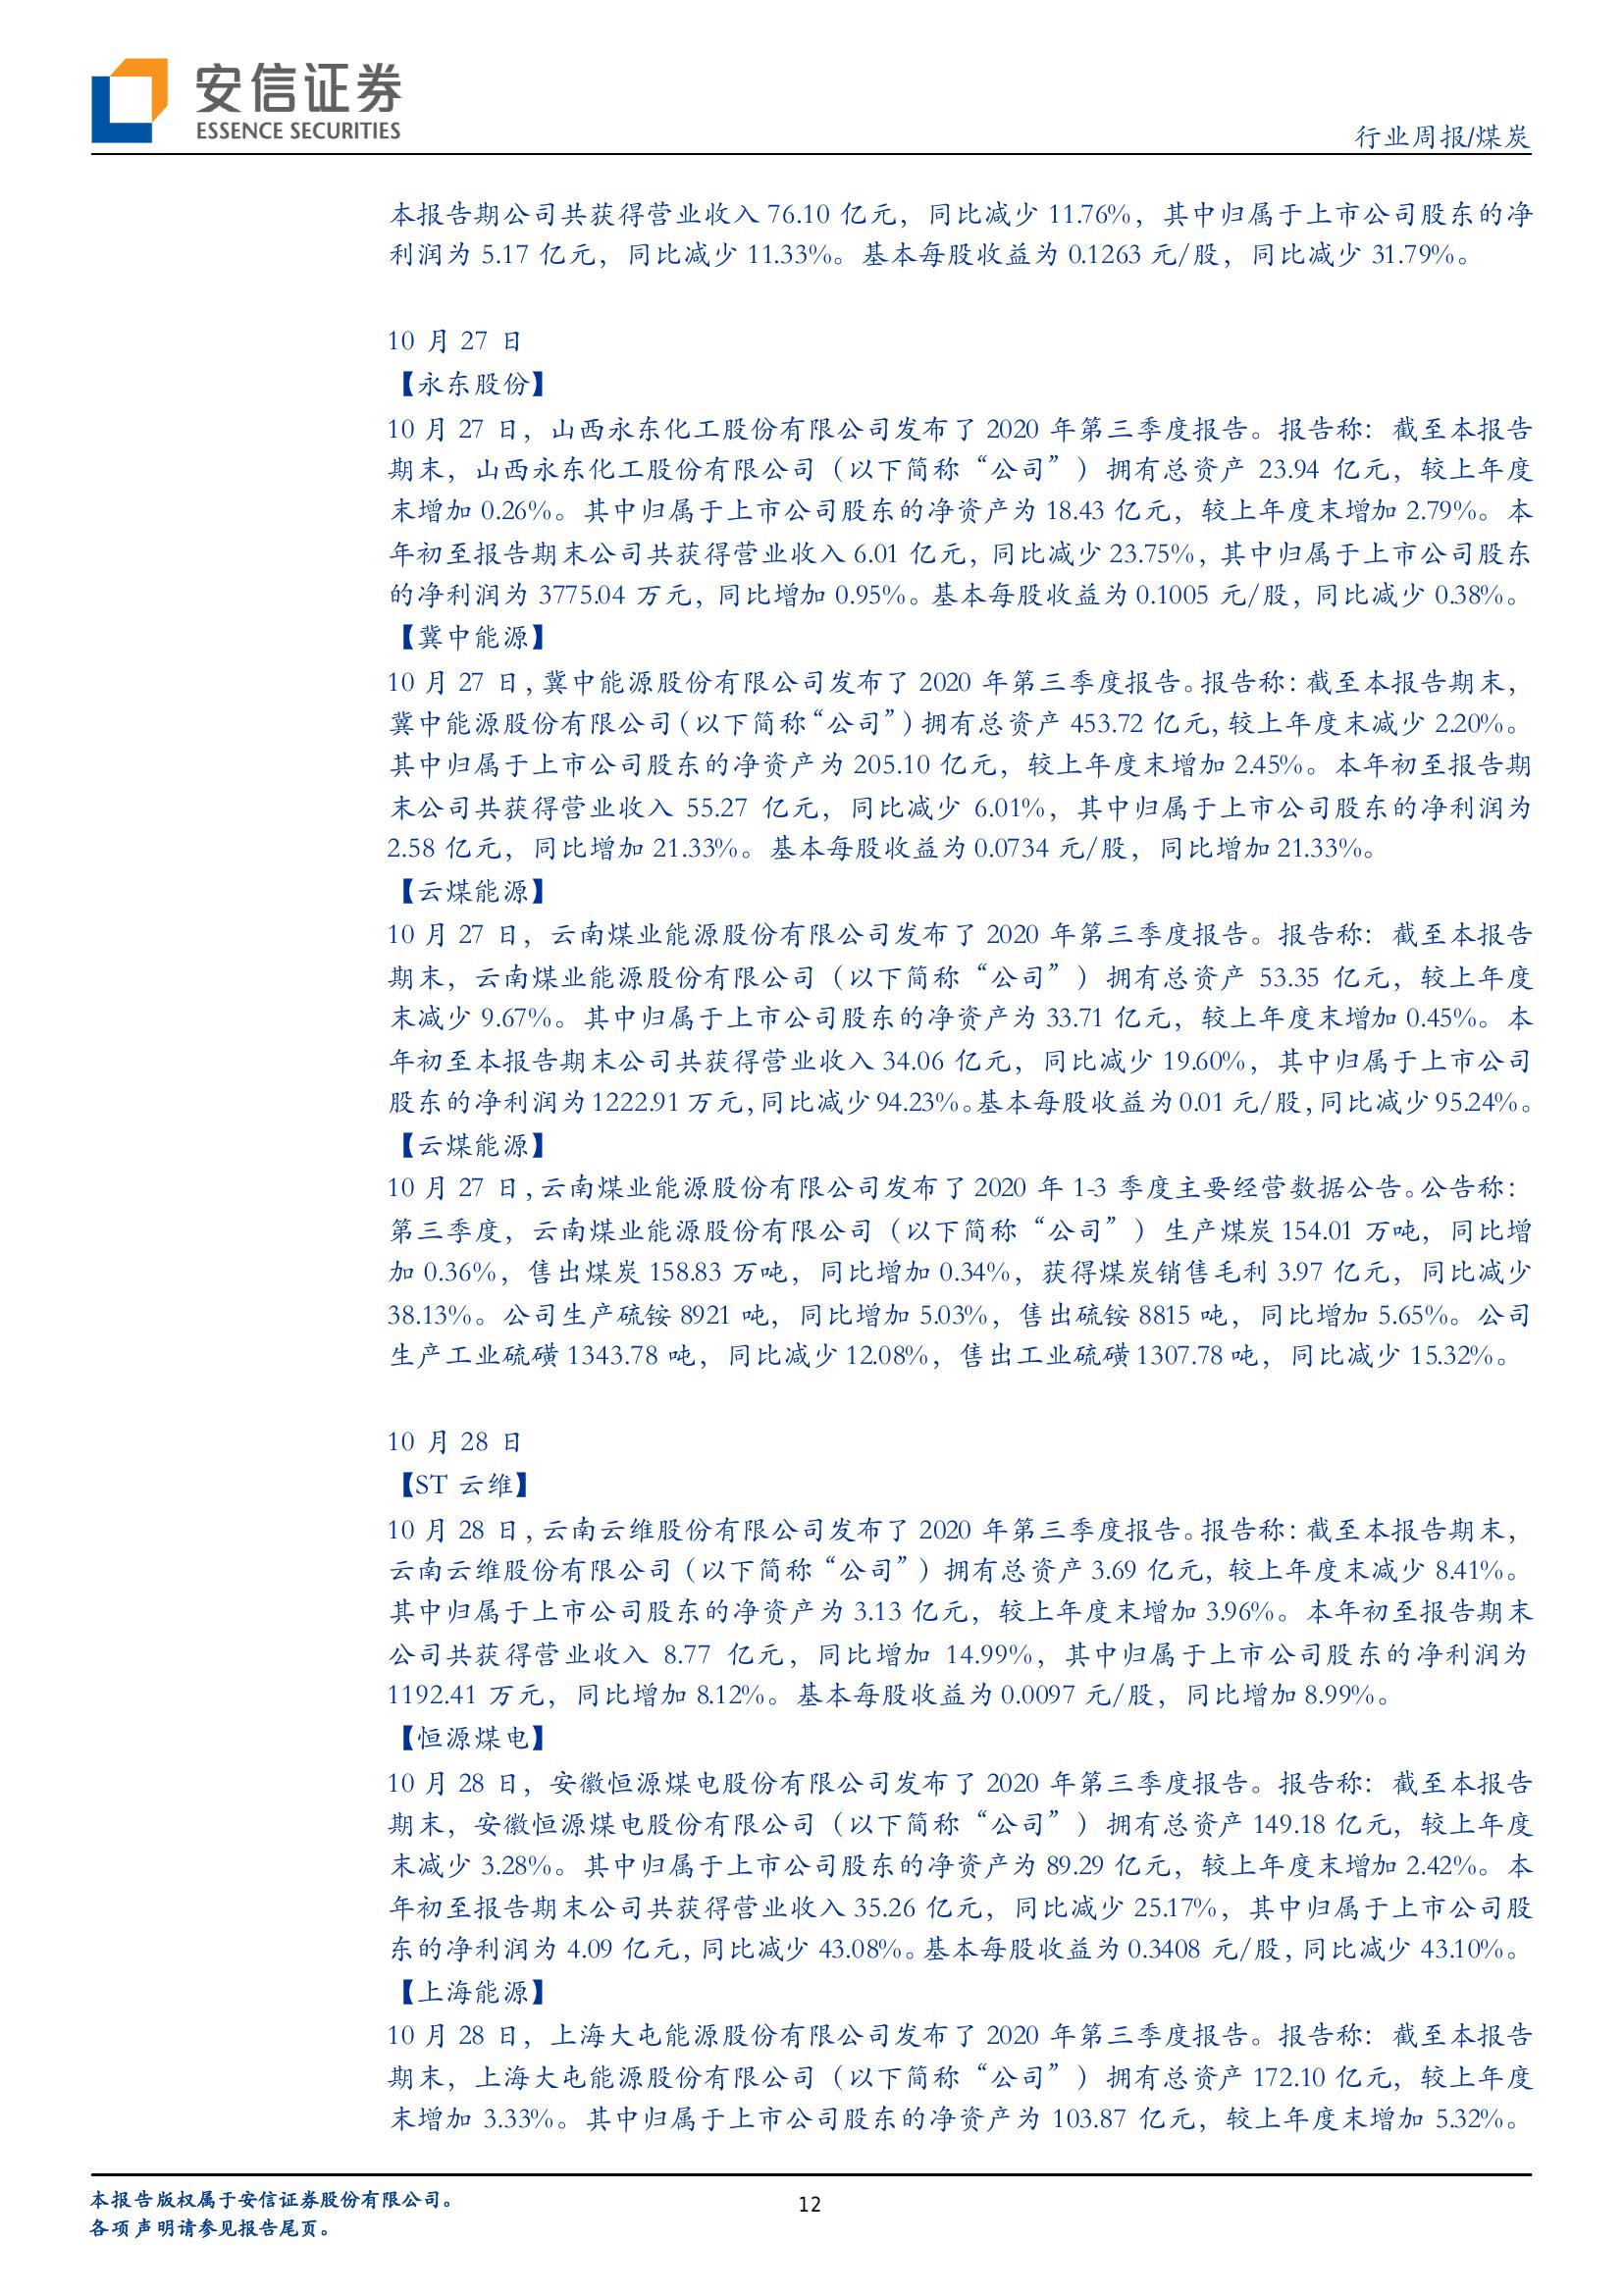 安信证券
ESSENCE SECURITIES
行业周报/煤炭
本报告期公司共获得营业收入 76.10 亿元，同比减少 11.76%，其中归属于上市公司股东的净
利润为 5.17 亿元，同比减少 11.33%。基本每股收益为 0.1263 元/股，同比减少 31.79%。
10 月 27 日
【永东股份】
10 月 27 日，山西永东化工股份有限公司发布了 2020 年第三季度报告。报告称：截至本报告
期末，山西永东化工股份有限公司（以下简称“公司”）拥有总资产 23.94 亿元，较上年度
末增加 0.26%。其中归属于上市公司股东的净资产为 18.43 亿元，较上年度末增加 2.79%。本
年初至报告期末公司共获得营业收入 6.01 亿元，同比减少 23.75%，其中归属于上市公司股东
的净利润为 3775.04 万元，同比增加 0.95%。基本每股收益为 0.1005 元/股，同比减少 0.38%。
【冀中能源】
10 月 27 日，冀中能源股份有限公司发布了 2020 年第三季度报告。报告称：截至本报告期末，
冀中能源股份有限公司（以下简称“公司”）拥有总资产 453.72 亿元，较上年度末减少 2.20%。
其中归属于上市公司股东的净资产为 205.10 亿元，较上年度末增加 2.45%。本年初至报告期
末公司共获得营业收入 55.27 亿元，同比减少 6.01%，其中归属于上市公司股东的净利润为
2.58 亿元，同比增加 21.33%。基本每股收益为 0.0734 元/股，同比增加 21.33%。
【云煤能源】
10 月 27 日，云南煤业能源股份有限公司发布了 2020 年第三季度报告。报告称：截至本报告
期末，云南煤业能源股份有限公司（以下简称“公司”）拥有总资产 53.35 亿元，较上年度
末减少 9.67%。其中归属于上市公司股东的净资产为 33.71 亿元，较上年度末增加 0.45%。本
年初至本报告期末公司共获得营业收入 34.06 亿元，同比减少 19.60%，其中归属于上市公司
股东的净利润为 1222.91 万元，同比减少 94.23%。基本每股收益为 0.01 元/股，同比减少 95.24%。
【云煤能源】
10 月 27 日，云南煤业能源股份有限公司发布了 2020 年 1-3 季度主要经营数据公告。公告称：
第三季度，云南煤业能源股份有限公司（以下简称“公司”）生产煤炭 154.01 万吨，同比增
加 0.36%，售出煤炭 158.83 万吨，同比增加 0.34%，获得煤炭销售毛利 3.97 亿元，同比减少
38.13%。公司生产硫铵 8921 吨，同比增加 5.03%，售出硫铵 8815 吨，同比增加 5.65%。公司
生产工业硫磺 1343.78 吨，同比减少 12.08%，售出工业硫磺 1307.78 吨，同比减少 15.32%。
10 月 28 日
【ST 云维】
10 月 28 日，云南云维股份有限公司发布了 2020 年第三季度报告。报告称：截至本报告期末，
云南云维股份有限公司（以下简称“公司”）拥有总资产 3.69 亿元，较上年度末减少 8.41%。
其中归属于上市公司股东的净资产为 3.13 亿元，较上年度末增加 3.96%。本年初至报告期末
公司共获得营业收入 8.77 亿元，同比增加 14.99%，其中归属于上市公司股东的净利润为
1192.41 万元，同比增加 8.12%。基本每股收益为 0.0097 元/股，同比增加 8.99%。
【恒源煤电】
10 月 28 日，安徽恒源煤电股份有限公司发布了 2020 年第三季度报告。报告称：截至本报告
期末，安徽恒源煤电股份有限公司（以下简称“公司”）拥有总资产 149.18 亿元，较上年度
末减少 3.28%。其中归属于上市公司股东的净资产为 89.29 亿元，较上年度末增加 2.42%。本
年初至报告期末公司共获得营业收入 35.26 亿元，同比减少 25.17%，其中归属于上市公司股
东的净利润为 4.09 亿元，同比减少 43.08%。基本每股收益为 0.3408 元/股，同比减少 43.10%。
【上海能源】
10 月 28 日，上海大屯能源股份有限公司发布了 2020 年第三季度报告。报告称：截至本报告
期末，上海大屯能源股份有限公司（以下简称“公司”）拥有总资产 172.10 亿元，较上年度
末增加 3.33%。其中归属于上市公司股东的净资产为 103.87 亿元，较上年度末增加 5.32%。
本报告版权属于安信证券股份有限公司。
各项声明请参见报告尾页。
12